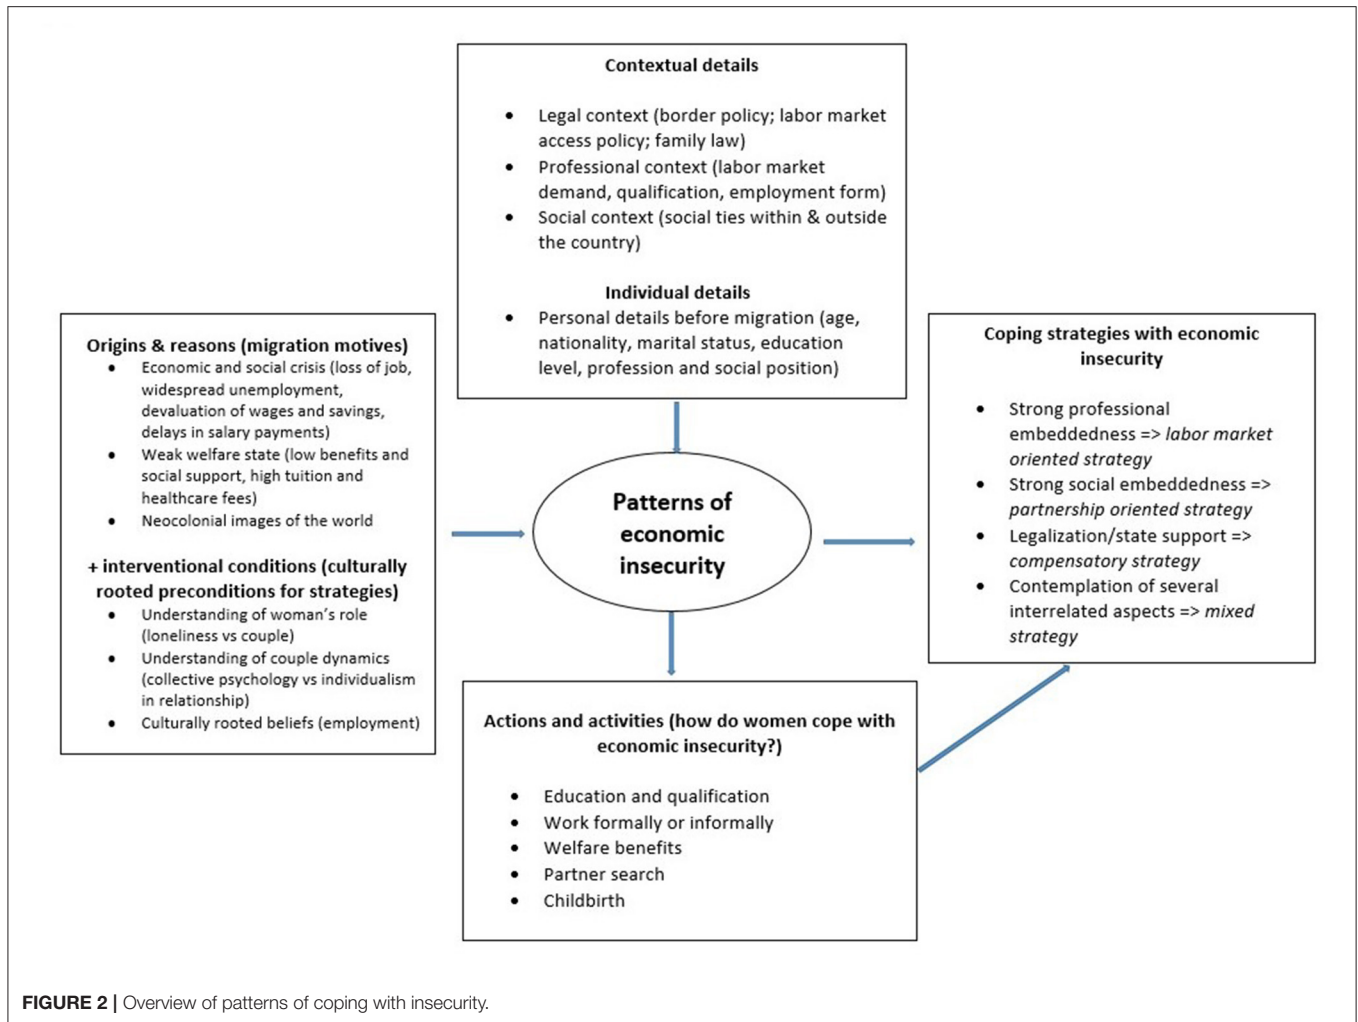 Contextual details
• Legal context (border policy; labor market
access policy; family law)
• Professional context (labor market
demand, qualification, employment form)
• Social context (social ties within & outside
the country)
Individual details
• Personal details before migration (age,
nationality, marital status, education
level, profession and social position)
Origins & reasons (migration motives)
• Economic and social crisis (loss of job,
widespread unemployment,
devaluation of wages and savings,
delays in salary payments)
• Weak welfare state (low benefits and
social support, high tuition and
healthcare fees)
• Neocolonial images of the world
+ interventional conditions (culturally
rooted preconditions for strategies)
• Understanding of woman's role
(loneliness vs couple)
• Understanding of couple dynamics
(collective psychology vs individualism
in relationship)
• Culturally rooted beliefs (employment)
Patterns of
economic
insecurity
Coping strategies with economic
insecurity
• Strong professional
embeddedness => labor market
oriented strategy
• Strong social embeddedness =>
partnership oriented strategy
• Legalization/state support =>
compensatory strategy
• Contemplation of several
interrelated aspects => mixed
strategy
Actions and activities (how do women cope with
economic insecurity?)
• Education and qualification
• Work formally or informally
• Welfare benefits
• Partner search
• Childbirth
FIGURE 2 | Overview of patterns of coping with insecurity.